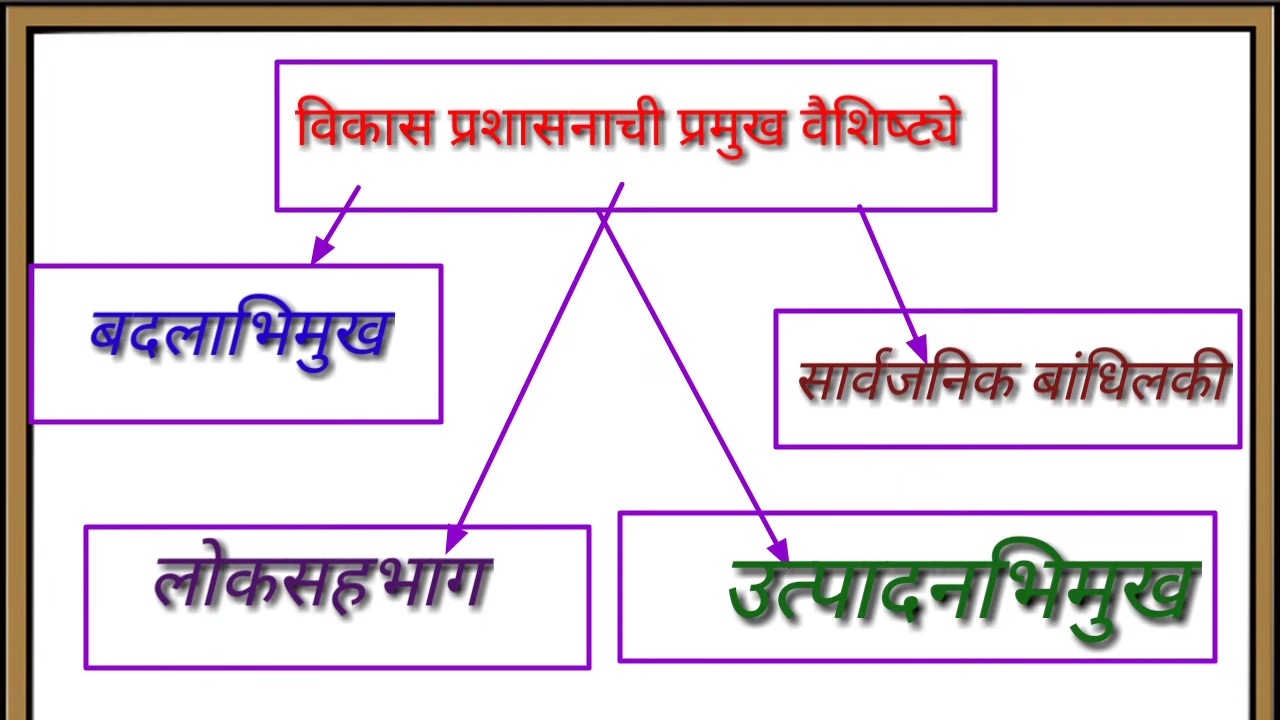 विकास प्रशासनाची प्रमुख वैशिष्ट्ये
बदलाभिमुख
सार्वजनिक बांधिलकी
लोकसहभाग
उत्पादनभिमुख